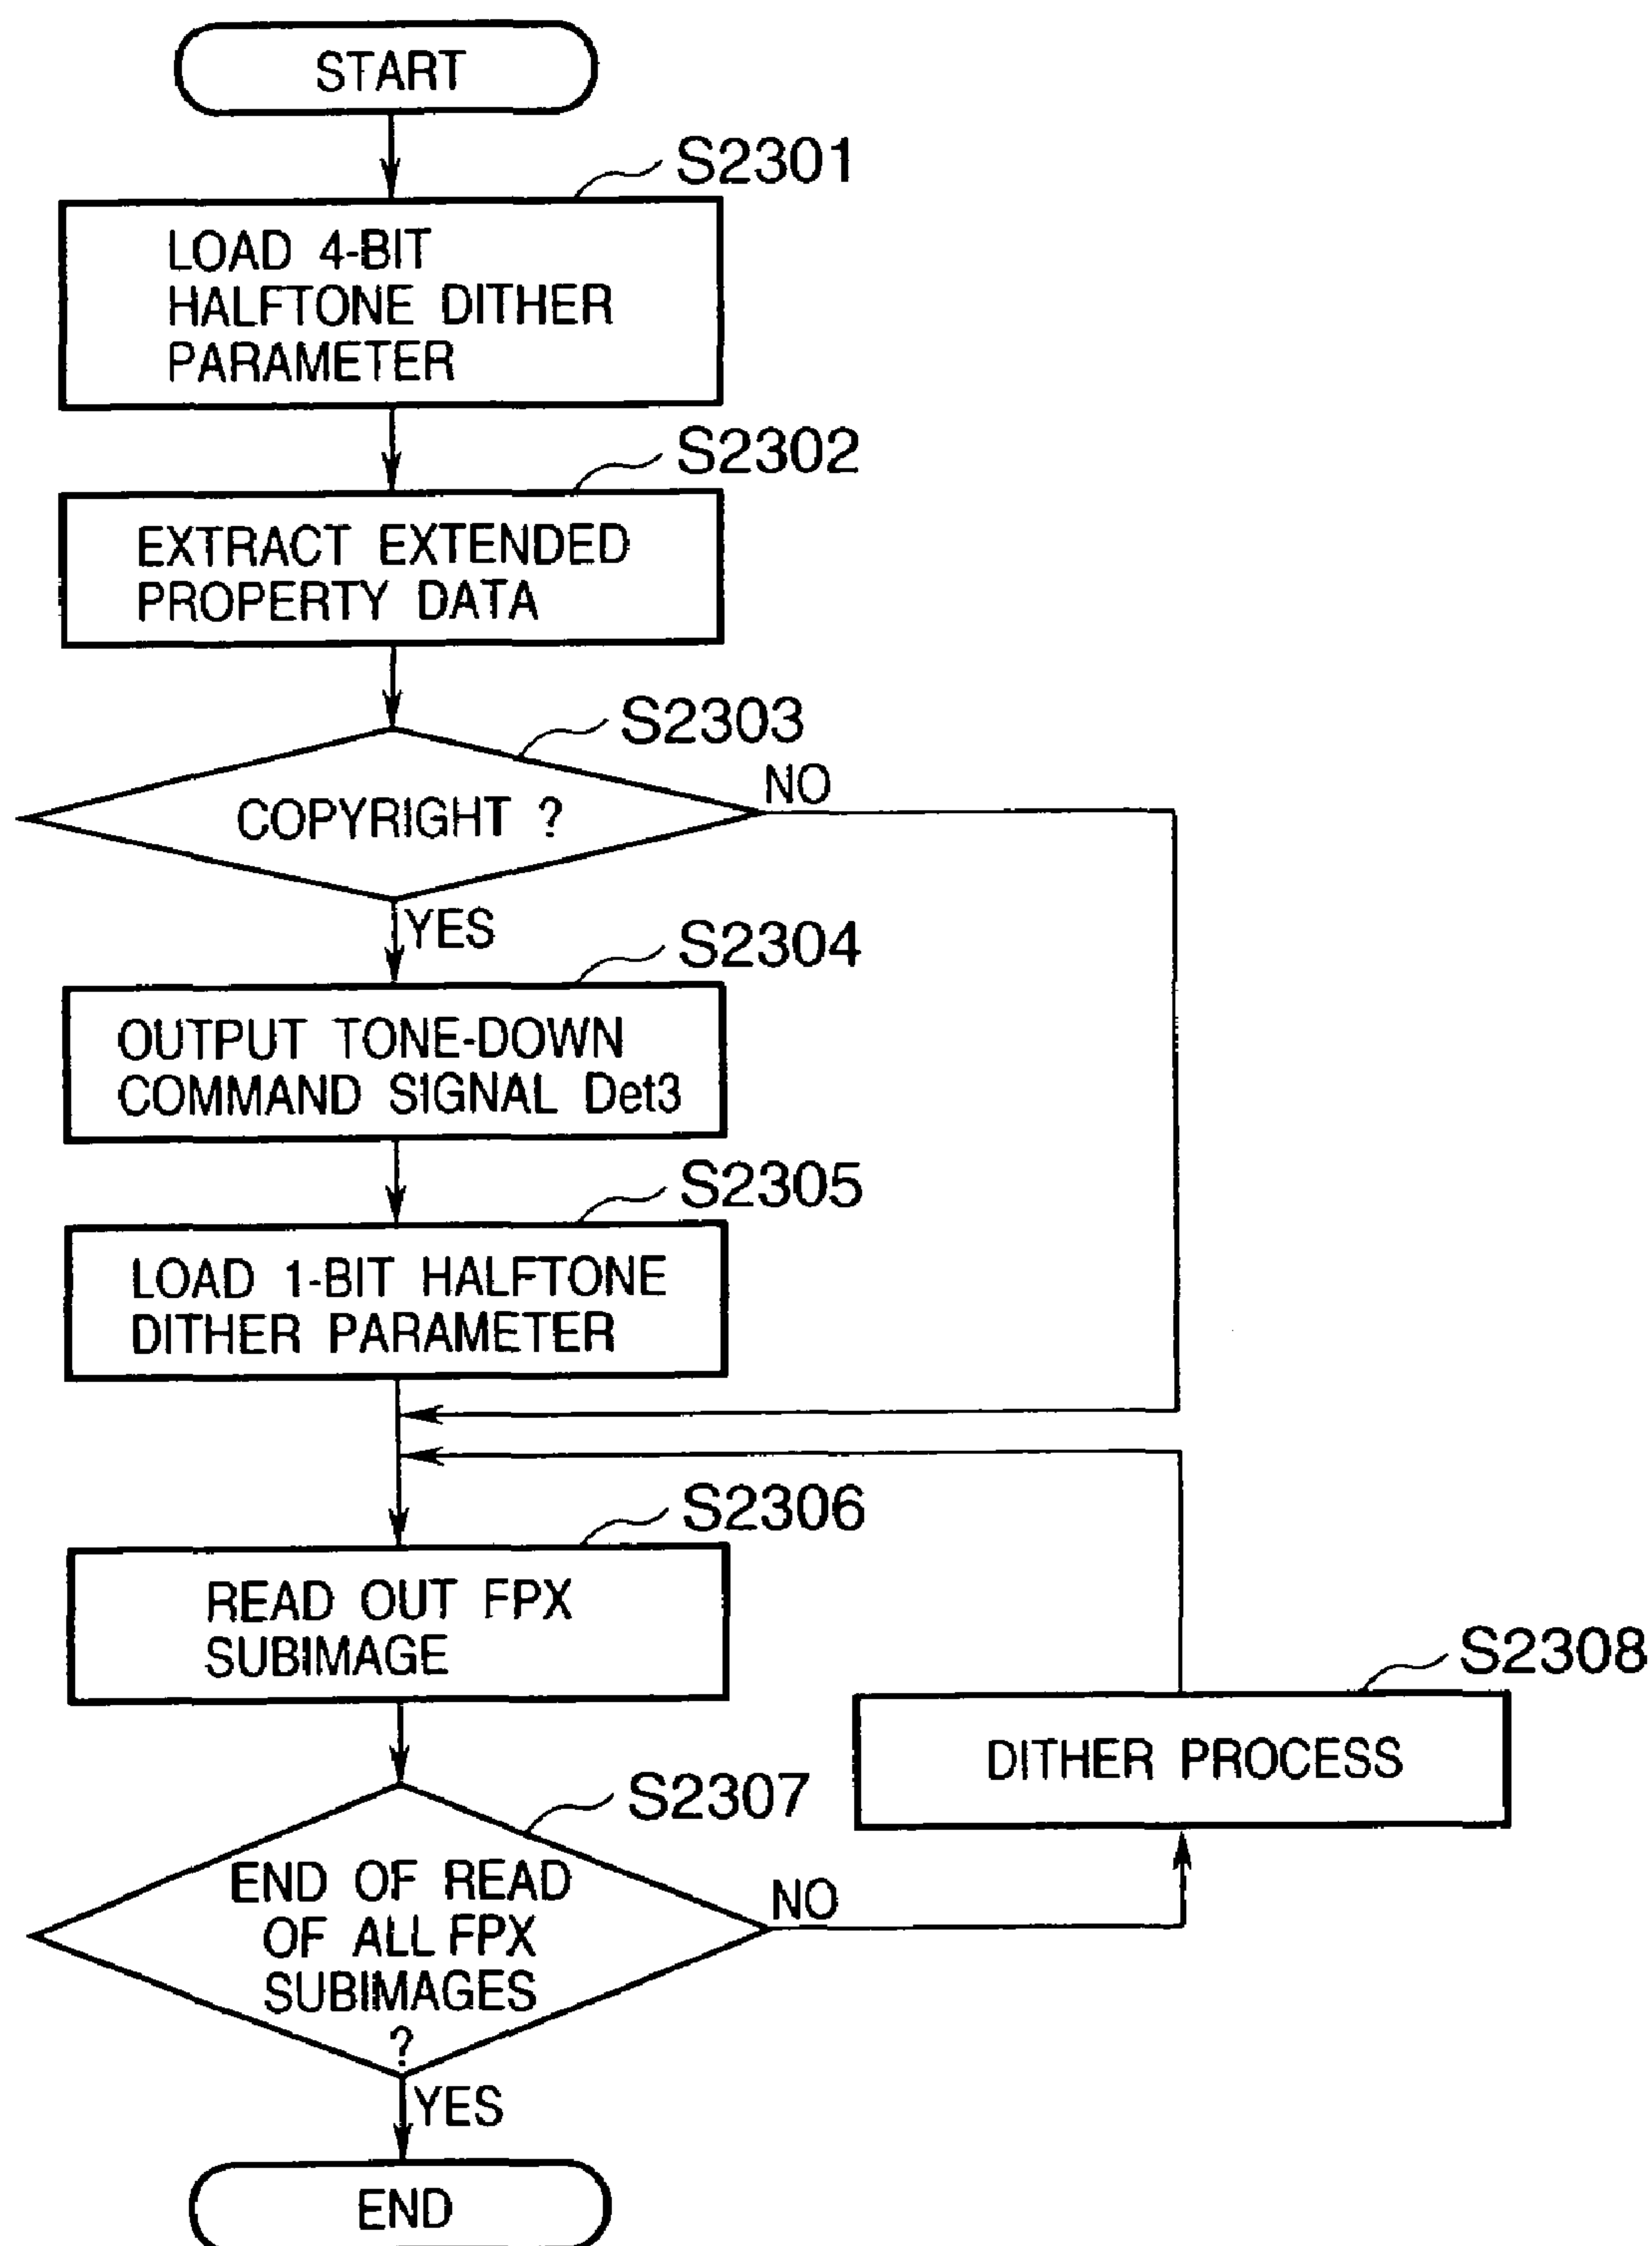 START
S2301
LOAD 4-BIT
HALFTONE DITHER
PARAMETER
S2302
EXTRACT EXTENDED
PROPERTY DATA
S2303
COPYRIGHT ?
NO
YES
S2304
OUTPUT TONE-DOWN
COMMAND SIGNAL Det3
S2305
LOAD 1-BIT HALFTONE
DITHER PARAMETER
S2306
READ OUT FPX
SUBIMAGE
S2308
DITHER PROCESS
S2307
END OF READ
OF ALL FPX
SUBIMAGES
?
NO
YES
END